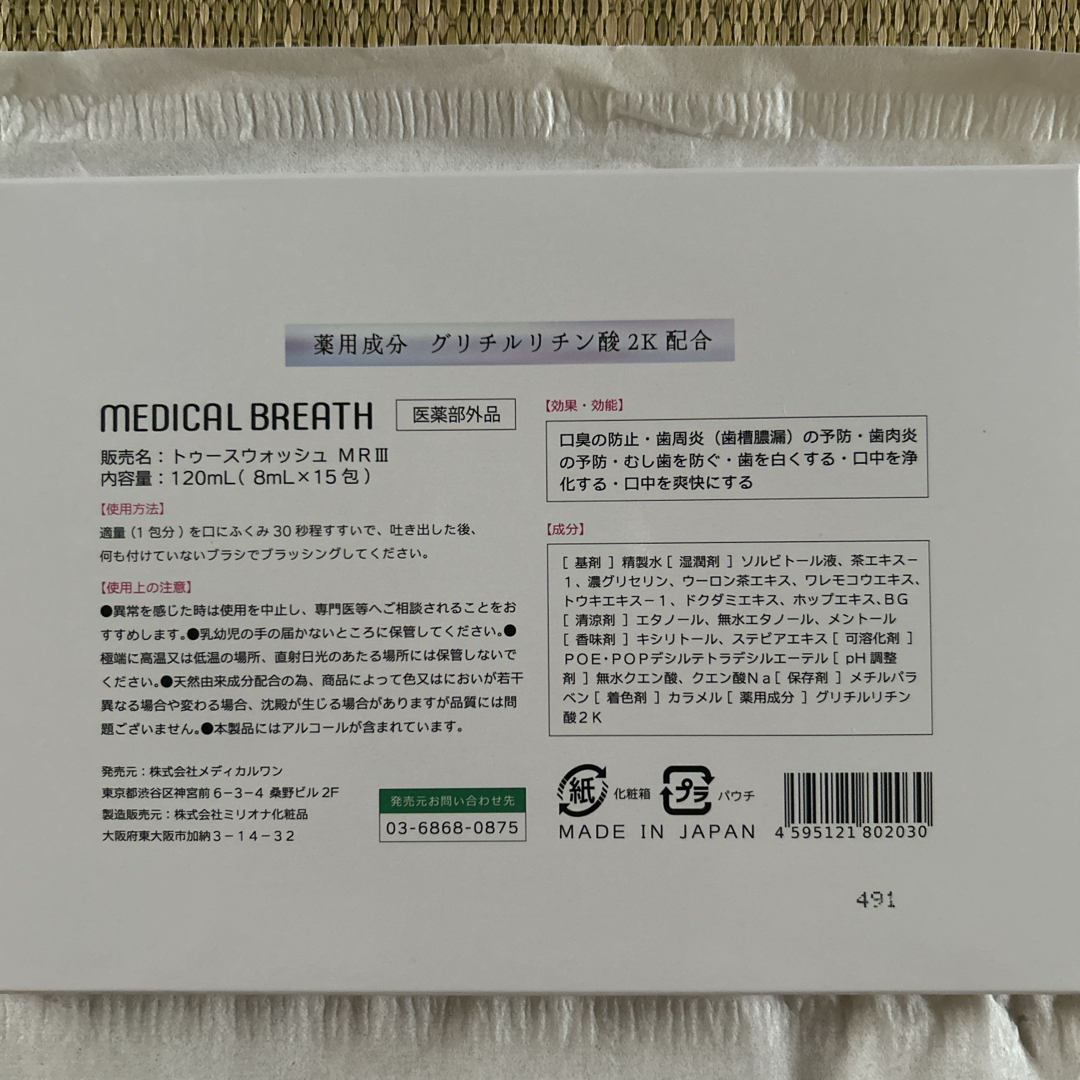 薬用成分 グリチルリチン酸2K 配合
MEDICAL BREATH 医薬部外品
販売名：トゥースウォッシュ ＭＲⅢ
内容量：120mL( 8mL×15包)
【使用方法】
適量(1包分)を口にふくみ30秒程すすいで、吐き出した後、
何も付けていないブラシでブラッシングしてください。
【使用上の注意】
●異常を感じた時は使用を中止し、専門医等へご相談されることをお
すすめします。●乳幼児の手の届かないところに保管してください。●
極端に高温又は低温の場所、直射日光のあたる場所には保管しないで
ください。●天然由来成分配合の為、商品によって色又はにおいが若干
異なる場合や変わる場合、沈殿が生じる場合がありますが品質には問
題ございません。●本製品にはアルコールが含まれています。
発売元：株式会社メディカルワン
東京都渋谷区神宮前６−３−４ 桑野ビル２F
製造販売元：株式会社ミリオナ化粧品
大阪府東大阪市加納３−１４−３２
発売元お問い合わせ先
03-6868-0875
【効果・効能】
口臭の防止・歯周炎（歯槽膿漏）の予防・歯肉炎
の予防・むし歯を防ぐ・歯を白くする・口中を浄
化する・口中を爽快にする
【成分】
［ 基剤 ］精製水［ 湿潤剤 ］ソルビトール液、茶エキス−
１、濃グリセリン、ウーロン茶エキス、ワレモコウエキス、
トウキエキス−１、ドクダミエキス、ホップエキス、ＢＧ
［ 清涼剤 ］エタノール、無水エタノール、メントール
［ 香味剤 ］キシリトール、ステビアエキス［ 可溶化剤 ］
ＰＯＥ・ＰＯＰデシルテトラデシルエーテル［ pH調整
剤 ］無水クエン酸、クエン酸Ｎａ［ 保存剤 ］メチルパラ
ベン［ 着色剤 ］カラメル［ 薬用成分 ］グリチルリチン
酸２Ｋ
紙 化粧箱 プラ パウチ
MADE IN JAPAN
4 595121 802030
491